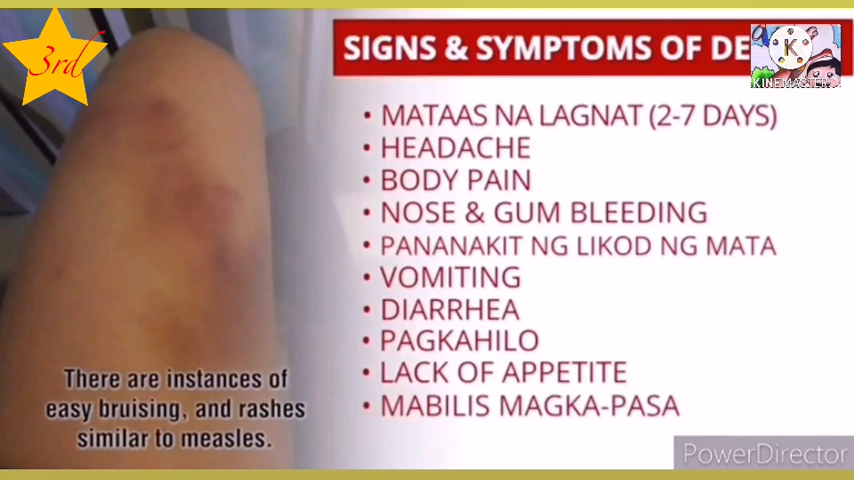 3rd
SIGNS & SYMPTOMS OF DE
KINEMASTER
• MATAAS NA LAGNAT (2-7 DAYS)
• HEADACHE
• BODY PAIN
• NOSE & GUM BLEEDING
• PANANAKIT NG LIKOD NG MATA
• VOMITING
• DIARRHEA
• PAGKAHILO
• LACK OF APPETITE
• MABILIS MAGKA-PASA
There are instances of
easy bruising, and rashes
similar to measles.
PowerDirector